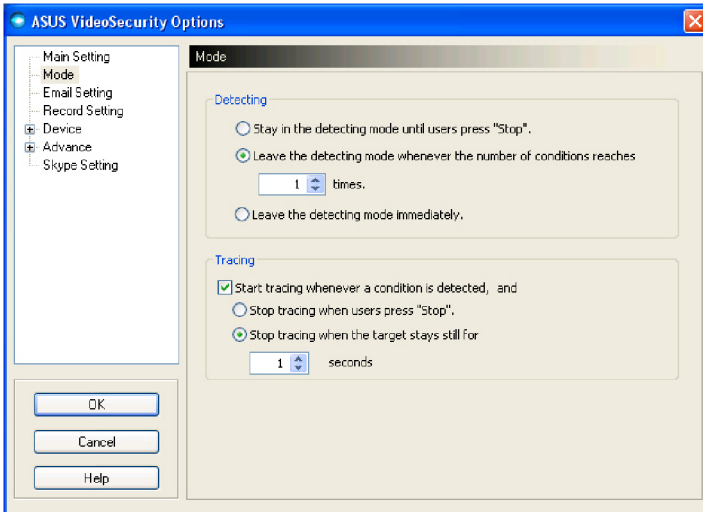 ASUS VideoSecurity Options
Main Setting
Mode
Email Setting
Record Setting
Device
Advance
Skype Setting
OK
Cancel
Help
Mode
Detecting
Stay in the detecting mode until users press "Stop".
Leave the detecting mode whenever the number of conditions reaches
1 times.
Leave the detecting mode immediately.
Tracing
Start tracing whenever a condition is detected, and
Stop tracing when users press "Stop".
Stop tracing when the target stays still for
1 seconds